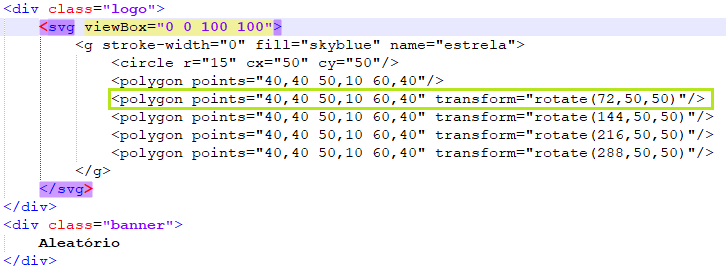 <div class="logo">
<svg viewBox="0 0 100 100">
<g stroke-width="0" fill="skyblue" name="estrela">
<circle r="15" cx="50" cy="50"/>
<polygon points="40,40 50,10 60,40"/>
<polygon points="40,40 50,10 60,40" transform="rotate(72,50,50)"/>
<polygon points="40,40 50,10 60,40" transform="rotate(144,50,50)"/>
<polygon points="40,40 50,10 60,40" transform="rotate(216,50,50)"/>
<polygon points="40,40 50,10 60,40" transform="rotate(288,50,50)"/>
</g>
</svg>
</div>
<div class="banner">
Aleatório
</div>